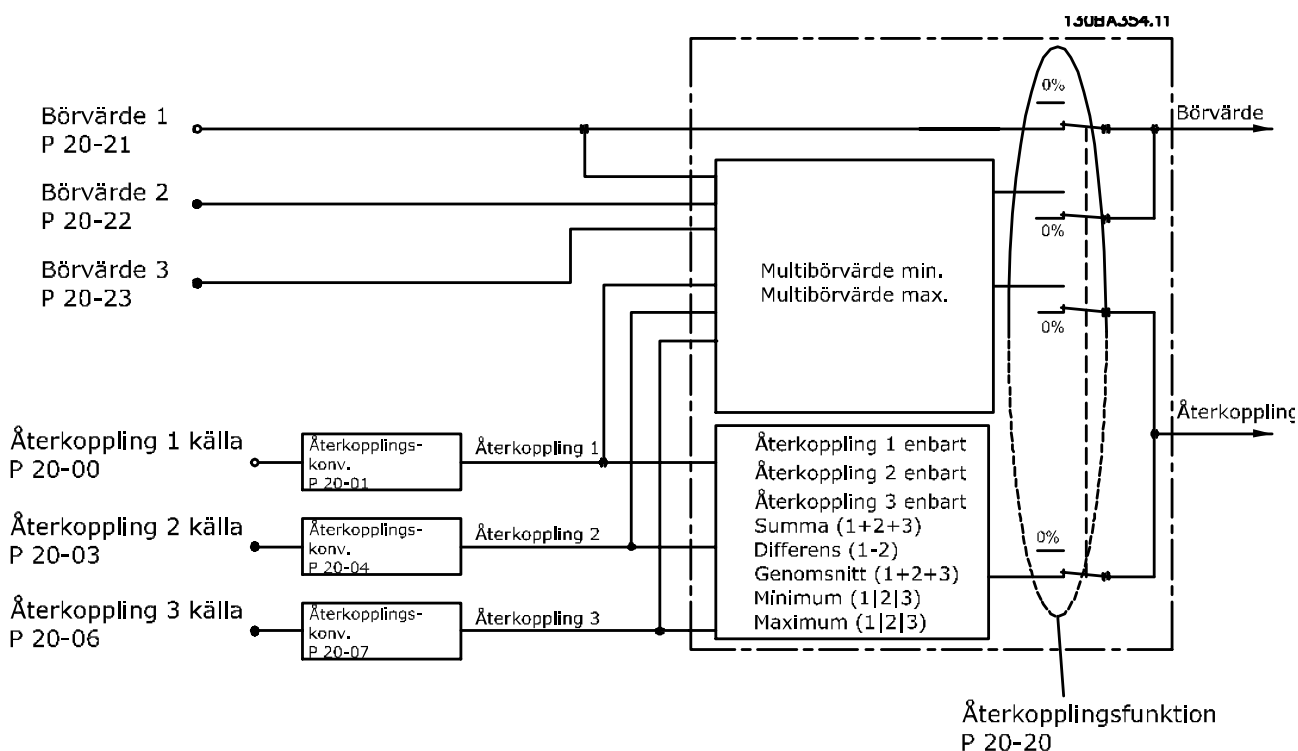 130BA354.11
Börvärde 1
P 20-21
Börvärde 2
P 20-22
Börvärde 3
P 20-23
0%
Börvärde
0%
Multibörvärde min.
Multibörvärde max.
0%
Återkoppling
Återkoppling 1 källa
P 20-00
Återkopplings-
konv.
P 20-01
Återkoppling 1
Återkoppling 2 källa
P 20-03
Återkopplings-
konv.
P 20-04
Återkoppling 2
Återkoppling 3 källa
P 20-06
Återkopplings-
konv.
P 20-07
Återkoppling 3
Återkoppling 1 enbart
Återkoppling 2 enbart
Återkoppling 3 enbart
Summa (1+2+3)
Differens (1-2)
Genomsnitt (1+2+3)
Minimum (1|2|3)
Maximum (1|2|3)
0%
Återkopplingsfunktion
P 20-20